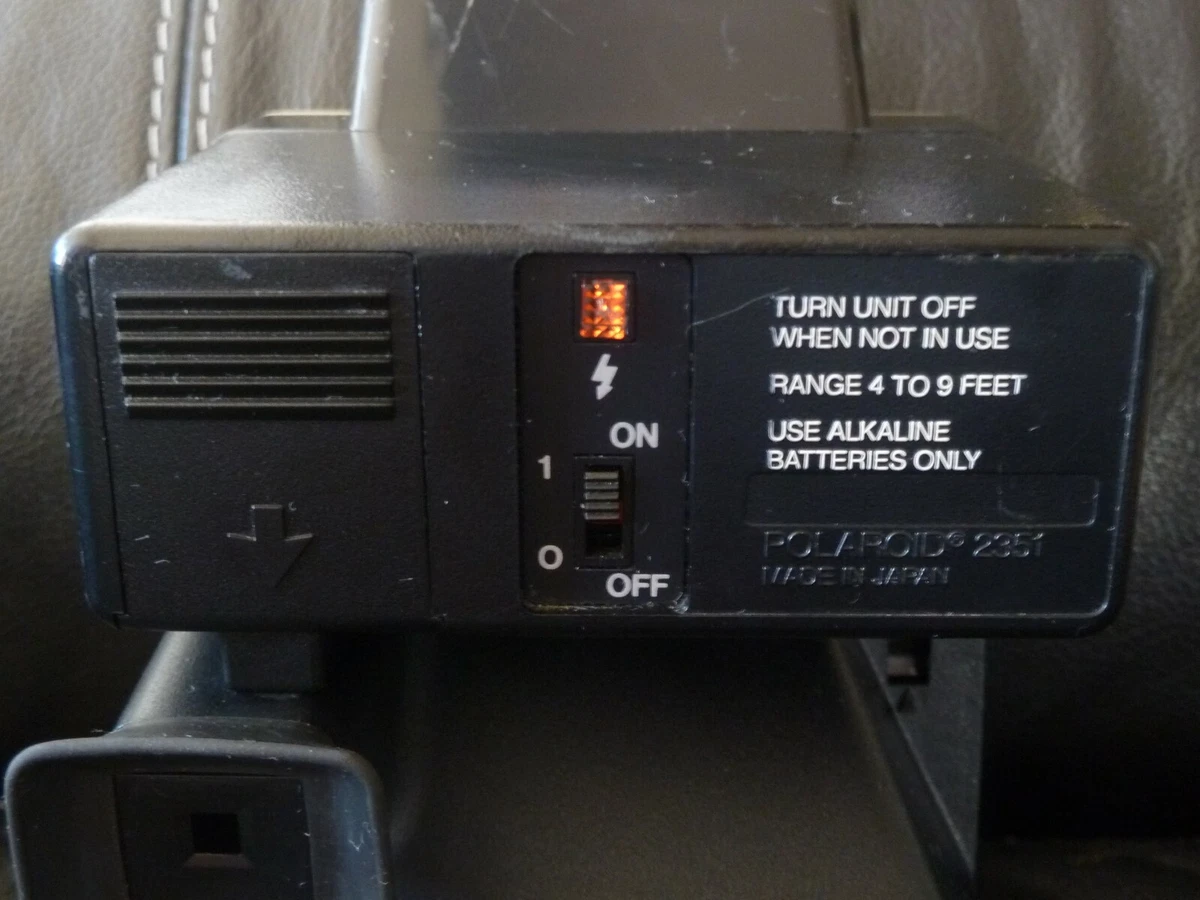 TURN UNIT OFF
WHEN NOT IN USE
RANGE 4 TO 9 FEET
USE ALKALINE
BATTERIES ONLY
ON
1
0
OFF
POLAROID® 2351
MADE IN JAPAN